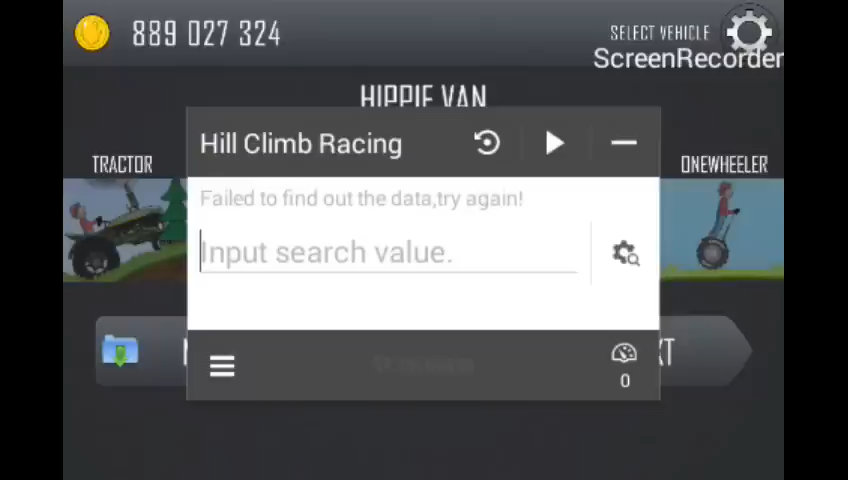 889 027 324
SELECT VEHICLE
ScreenRecorder
HIPPIE VAN
TRACTOR
Hill Climb Racing
ONEWHEELER
Failed to find out the data,try again!
Input search value.
0